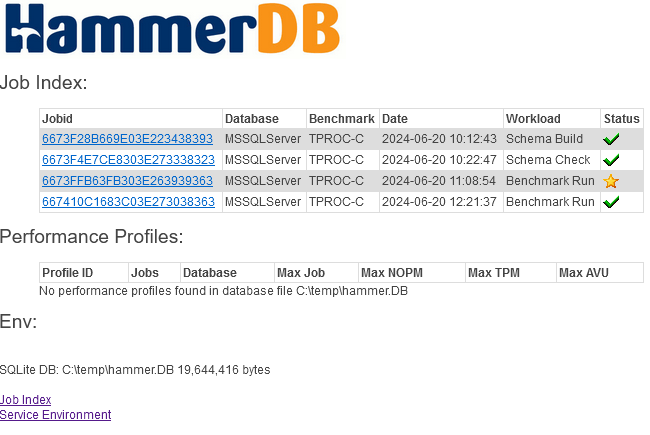 HammerDB
Job Index:
Jobid Database Benchmark Date Workload Status
6673F28B669E03E223438393 MSSQLServer TPROC-C 2024-06-20 10:12:43 Schema Build
6673F4E7CE8303E273338323 MSSQLServer TPROC-C 2024-06-20 10:22:47 Schema Check
6673FFB63FB303E263939363 MSSQLServer TPROC-C 2024-06-20 11:08:54 Benchmark Run
667410C1683C03E273038363 MSSQLServer TPROC-C 2024-06-20 12:21:37 Benchmark Run
Performance Profiles:
Profile ID Jobs Database Max Job Max NOPM Max TPM Max AVU
No performance profiles found in database file C:\temp\hammer.DB
Env:
SQLite DB: C:\temp\hammer.DB 19,644,416 bytes
Job Index
Service Environment